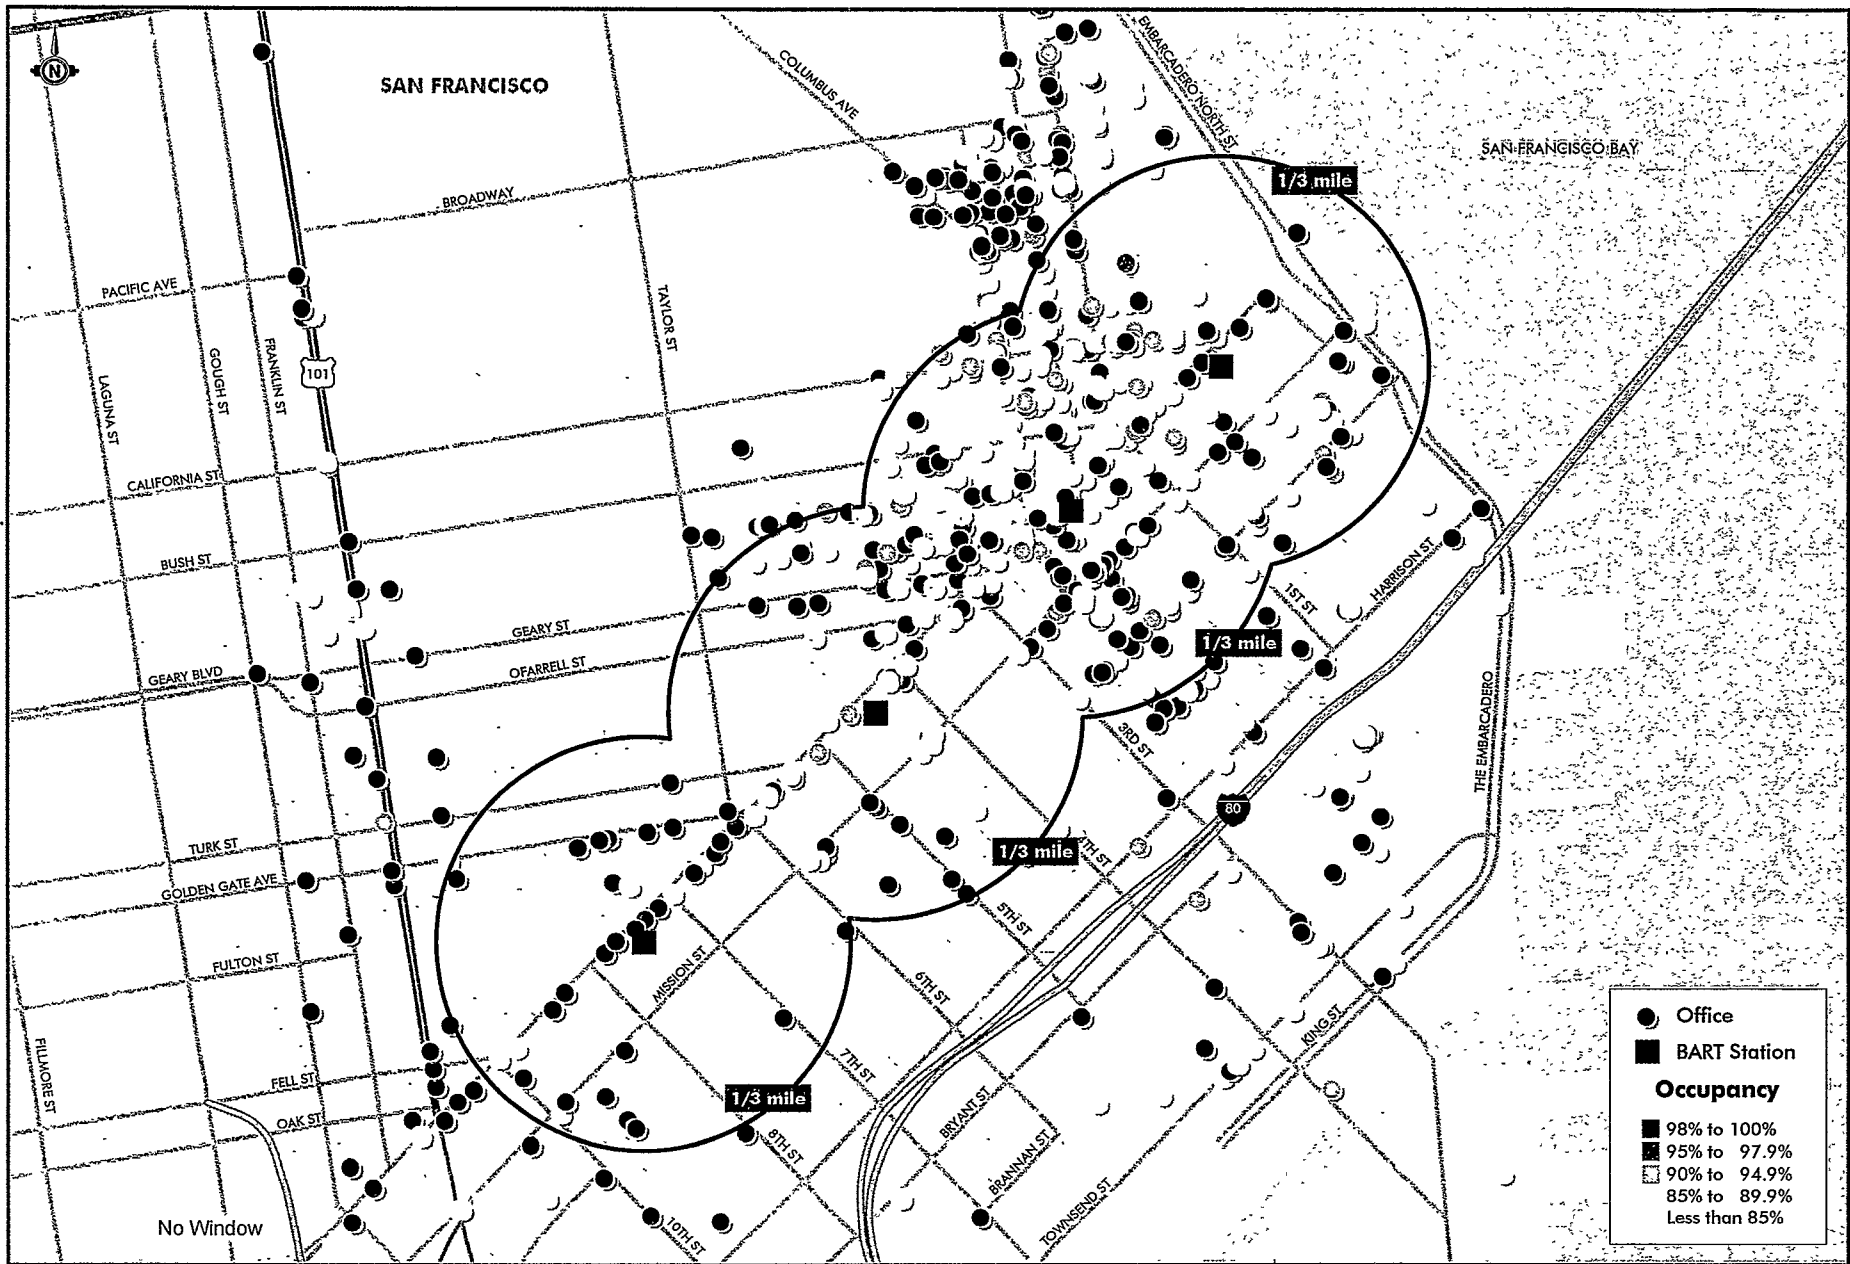 N
SAN FRANCISCO
COLUMBUS AVE
EMBARCADERO NORTH ST
SAN FRANCISCO BAY
1/3 mile
BROADWAY
PACIFIC AVE
TAYLOR ST
LAGUNA ST
GOUGH ST
FRANKLIN ST
101
CALIFORNIA ST
BUSH ST
HARRISON ST
1ST ST
GEARY ST
1/3 mile
OFARRELL ST
GEARY BLVD
THE EMBARCADERO
3RD ST
80
TURK ST
1/3 mile
7TH ST
GOLDEN GATE AVE
5TH ST
FULTON ST
MISSION ST
6TH ST
KING ST
FILLMORE ST
7TH ST
FELL ST
1/3 mile
BRYANT ST
OAK ST
8TH ST
BRANNAN ST
TOWNSEND ST
10TH ST
No Window
Office
BART Station
Occupancy
98% to 100%
95% to 97.9%
90% to 94.9%
85% to 89.9%
Less than 85%